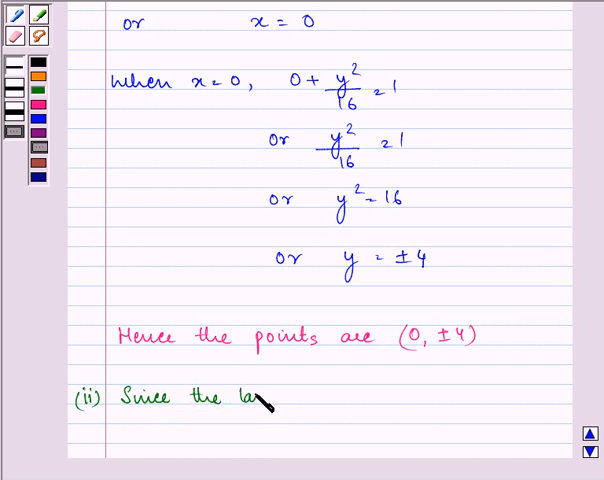 or x = 0
When x = 0, 0 + y²/16 = 1
or y²/16 = 1
or y² = 16
or y = ±4
Hence the points are (0, ±4)
(ii) Since the